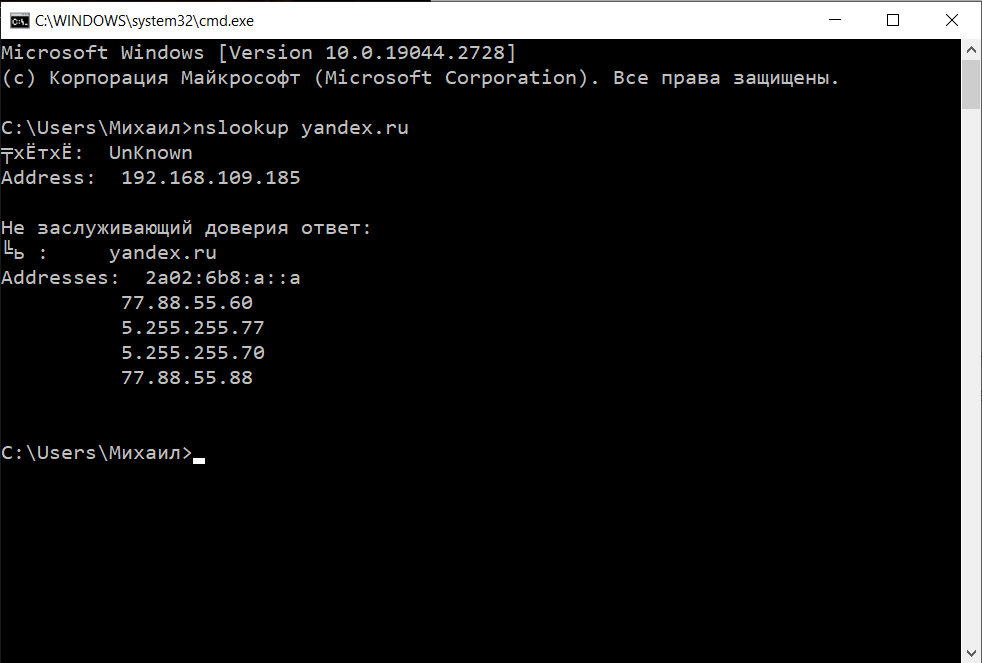 C:\WINDOWS\system32\cmd.exe
Microsoft Windows [Version 10.0.19044.2728]
(c) Корпорация Майкрософт (Microsoft Corporation). Все права защищены.
C:\Users\Михаил>nslookup yandex.ru
╤хЁтхЁ:  UnKnown
Address:  192.168.109.185
Не заслуживающий доверия ответ:
╚ь :     yandex.ru
Addresses:  2a02:6b8:a::a
77.88.55.60
5.255.255.77
5.255.255.70
77.88.55.88
C:\Users\Михаил>